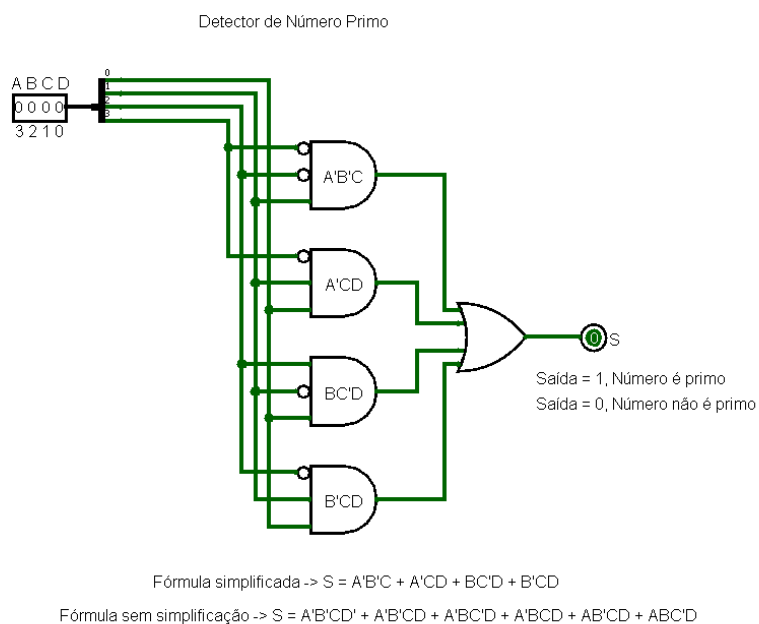 Detector de Número Primo
0
1
2
3
A B C D
0 0 0 0
3 2 1 0
A'B'C
A'CD
BC'D
B'CD
0 S
Saída = 1, Número é primo
Saída = 0, Número não é primo
Fórmula simplificada -> S = A'B'C + A'CD + BC'D + B'CD
Fórmula sem simplificação -> S = A'B'CD' + A'B'CD + A'BC'D + A'BCD + AB'CD + ABC'D